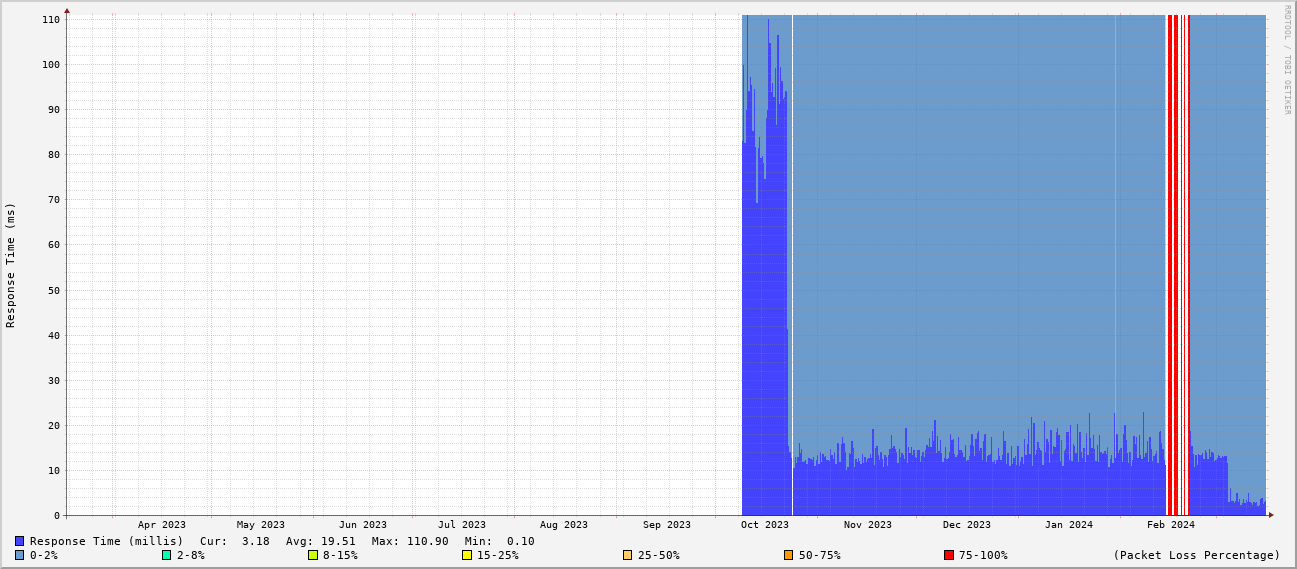 RRDTOOL / TOBI OETIKER
Response Time (ms)
110
100
90
80
70
60
50
40
30
20
10
0
Apr 2023 May 2023 Jun 2023 Jul 2023 Aug 2023 Sep 2023 Oct 2023 Nov 2023 Dec 2023 Jan 2024 Feb 2024
Response Time (millis) Cur: 3.18 Avg: 19.51 Max: 110.90 Min: 0.10
0-2% 2-8% 8-15% 15-25% 25-50% 50-75% 75-100% (Packet Loss Percentage)